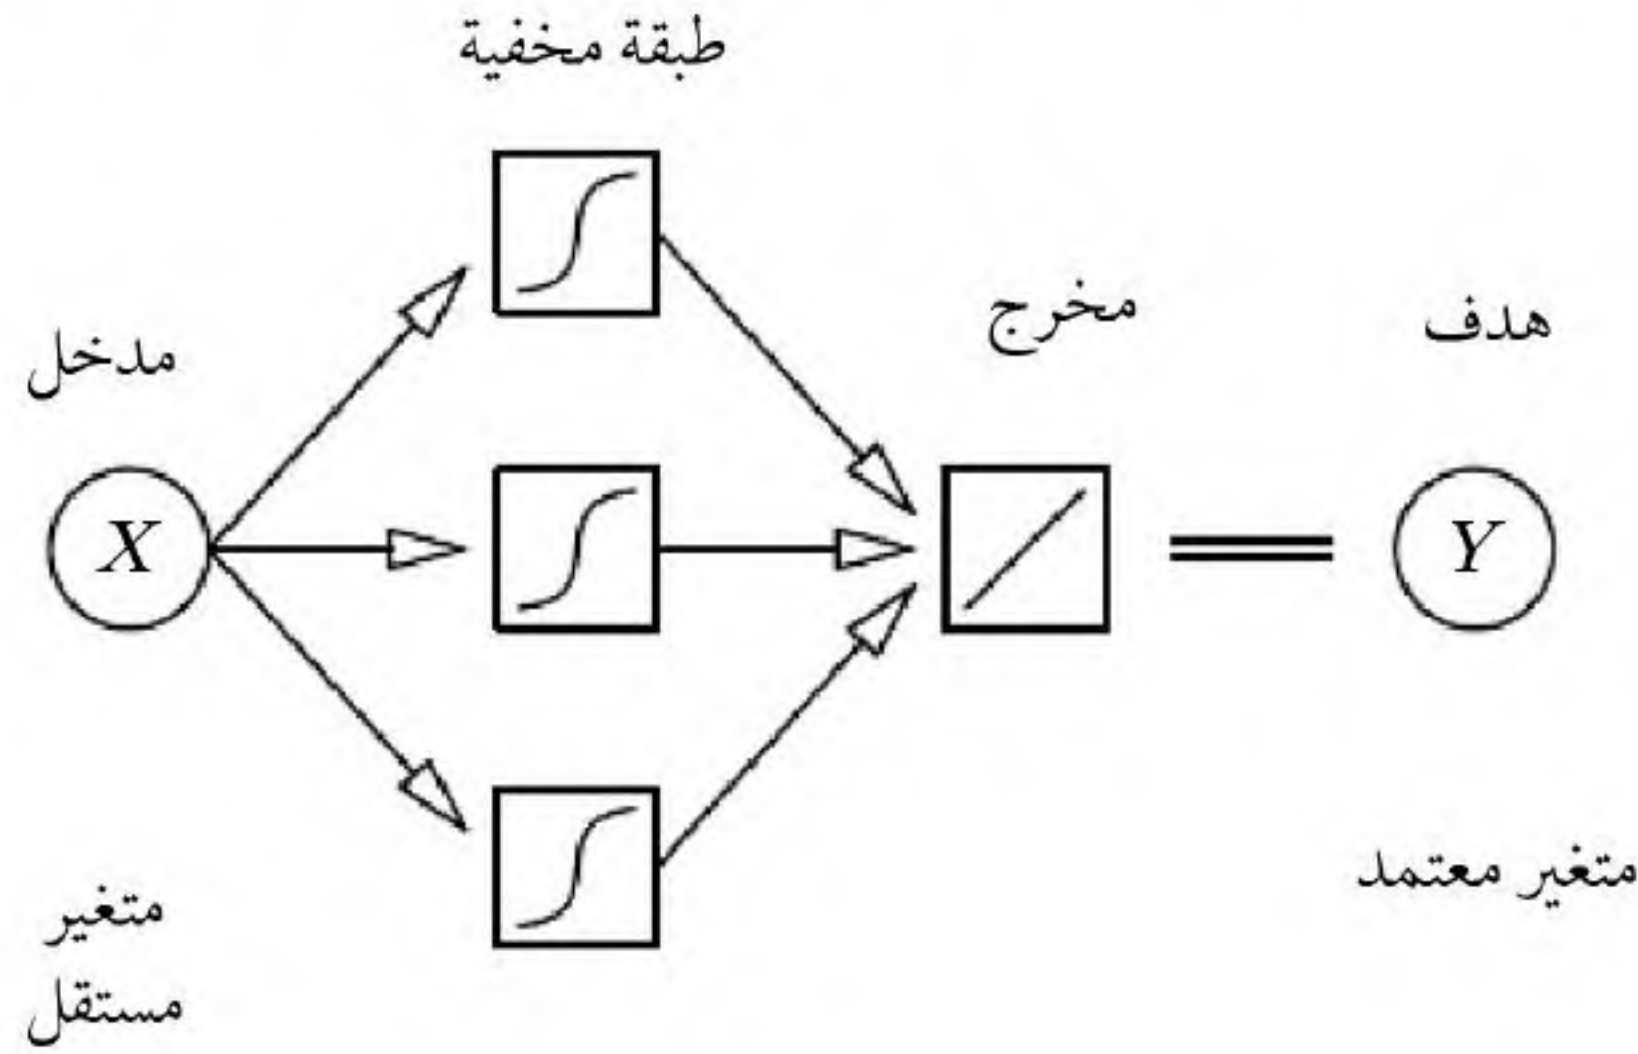 طبقة مخفية
هدف
مخرج
مدخل
Y
X
متغير معتمد
متغير
مستقل